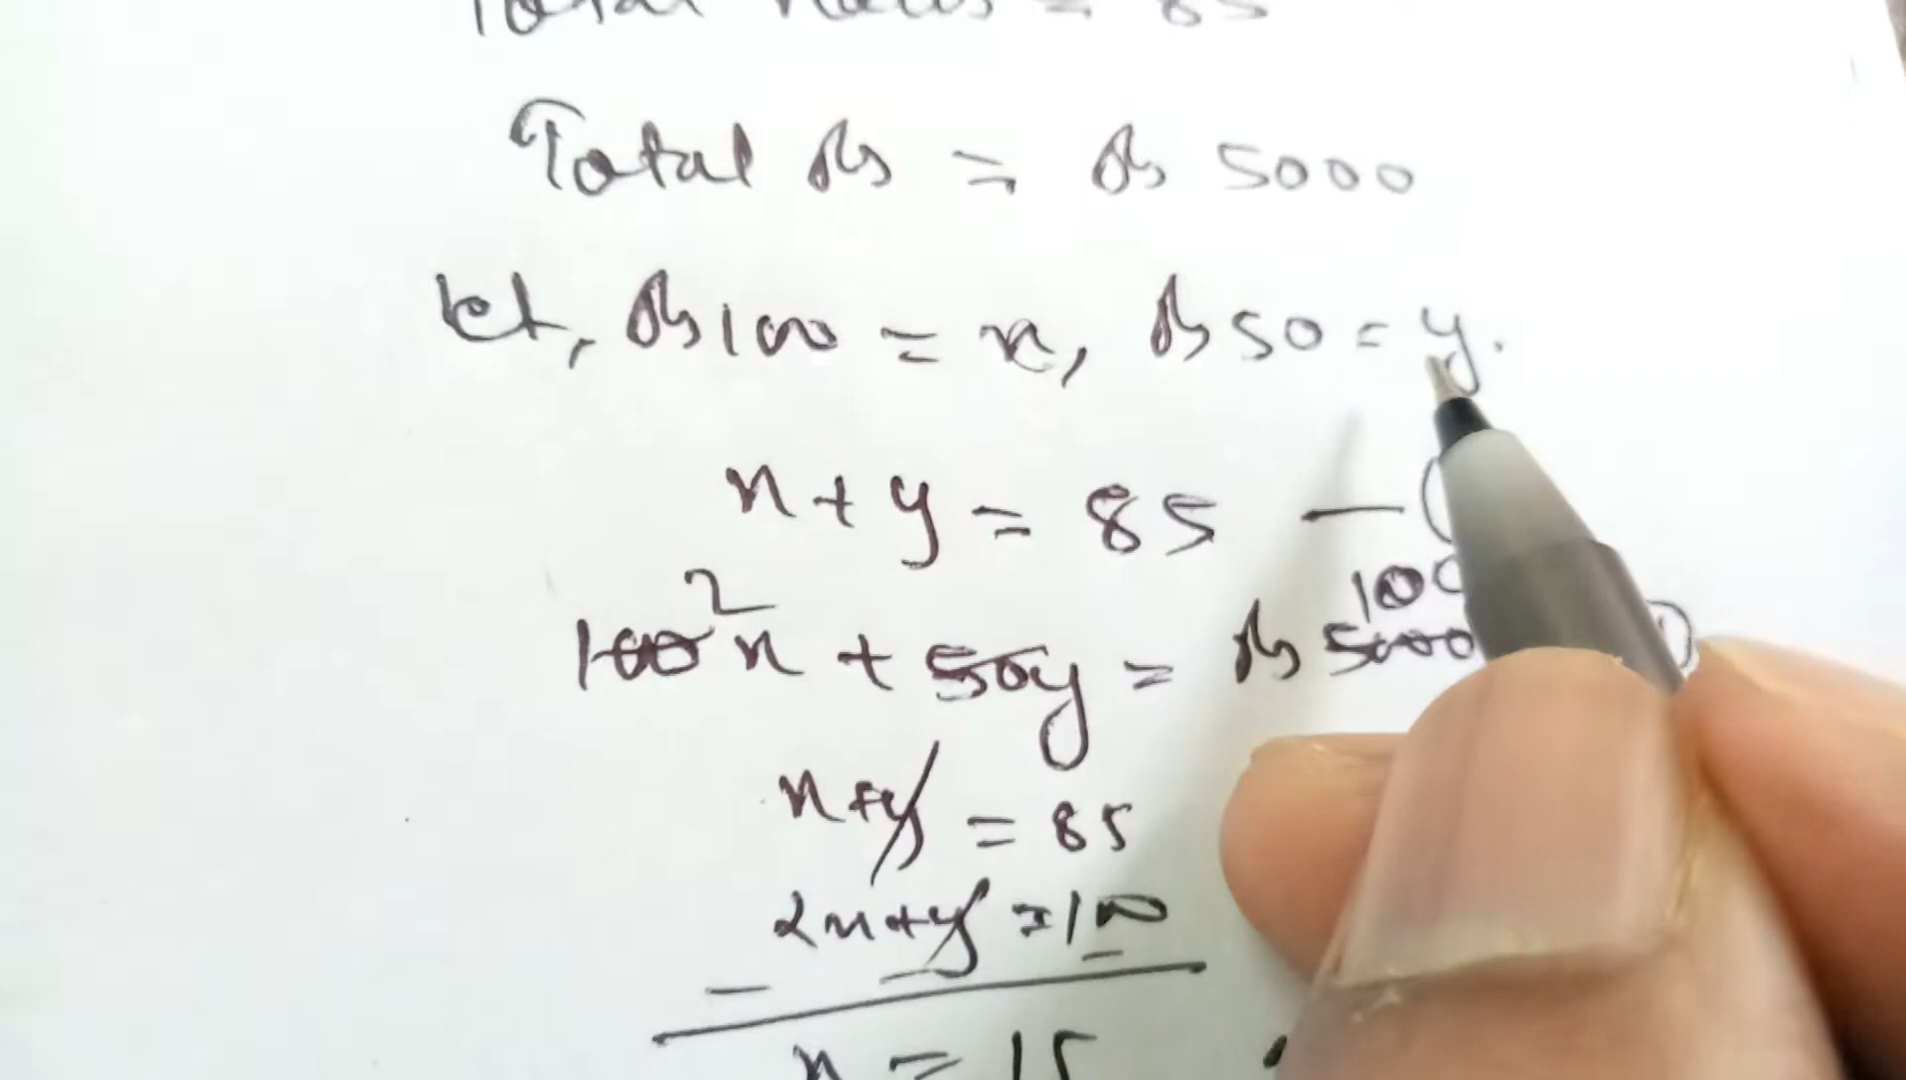 Total Rs = Rs 5000
let, Rs 100 = x, Rs 50 = y.
x + y = 85 — (
2 100
100x + 50y = Rs 5000
x + y = 85
2x + y = 100
x = 15